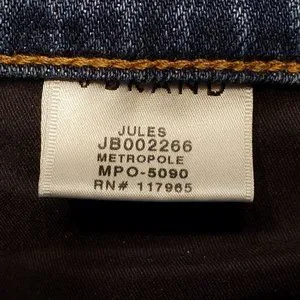 J BRAND
JULES
JB002266
METROPOLE
MPO-5090
RN# 117965